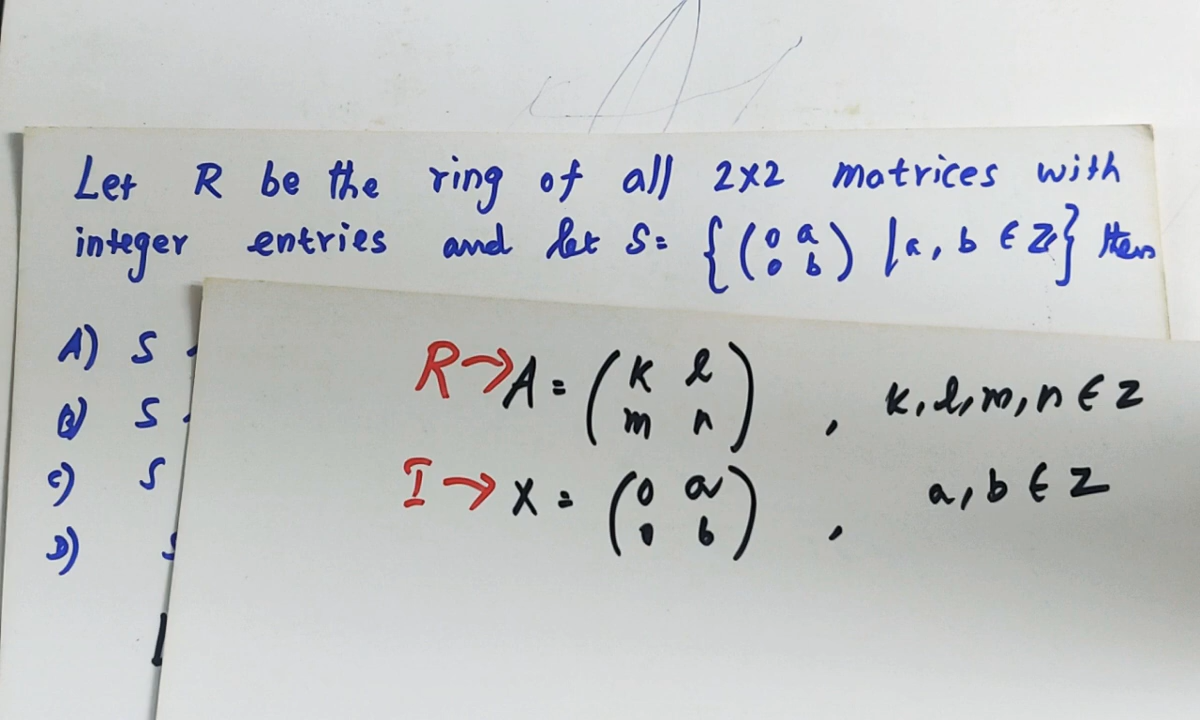 Let R be the ring of all 2x2 matrices with
integer entries and let S = { ( 0 a ; 0 b ) | a, b ∈ Z } then
A) S
B) S
C) S
D) S
R → A = ( k l ; m n ) , k, l, m, n ∈ Z
I → X = ( 0 a ; 0 b ) , a, b ∈ Z